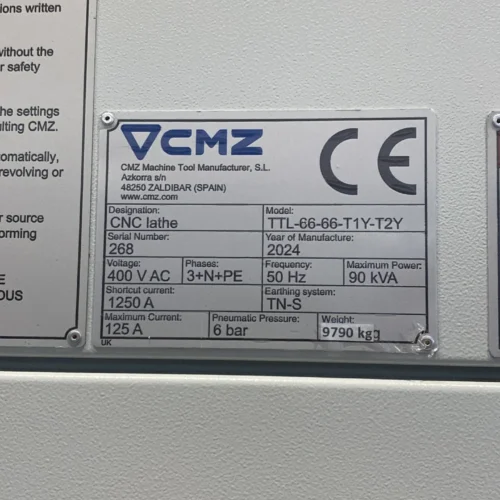 ions written
without the
r safety
he settings
ulting CMZ.
omatically,
revolving or
r source
orming
E
OUS
CMZ
CE
CMZ Machine Tool Manufacturer, S.L.
Azkorra s/n
48250 ZALDIBAR (SPAIN)
www.cmz.com
Designation: Model:
CNC lathe TTL-66-66-T1Y-T2Y
Serial Number: Year of Manufacture:
268 2024
Voltage: Phases: Frequency: Maximum Power:
400 V AC 3+N+PE 50 Hz 90 kVA
Shortcut current: Earthing system:
1250 A TN-S
Maximum Current: Pneumatic Pressure: Weight:
125 A 6 bar 9790 kg
UK